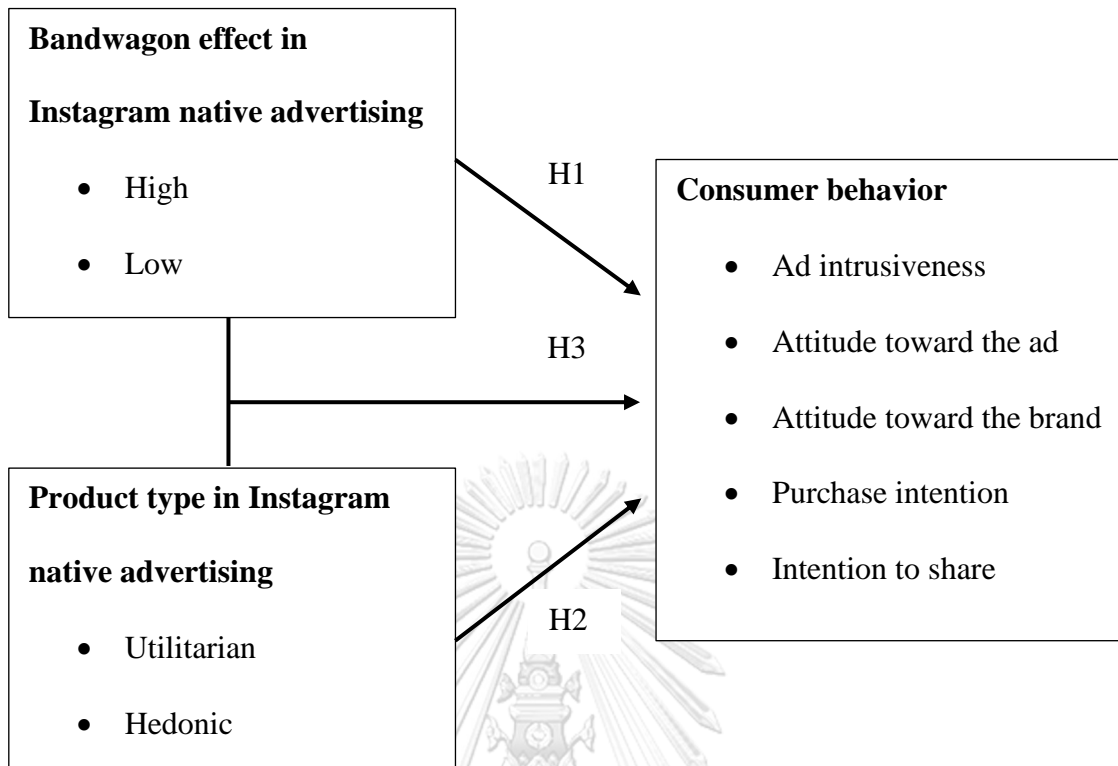 Bandwagon effect in
Instagram native advertising
• High
• Low
H1
H3
H2
Product type in Instagram
native advertising
• Utilitarian
• Hedonic
Consumer behavior
• Ad intrusiveness
• Attitude toward the ad
• Attitude toward the brand
• Purchase intention
• Intention to share